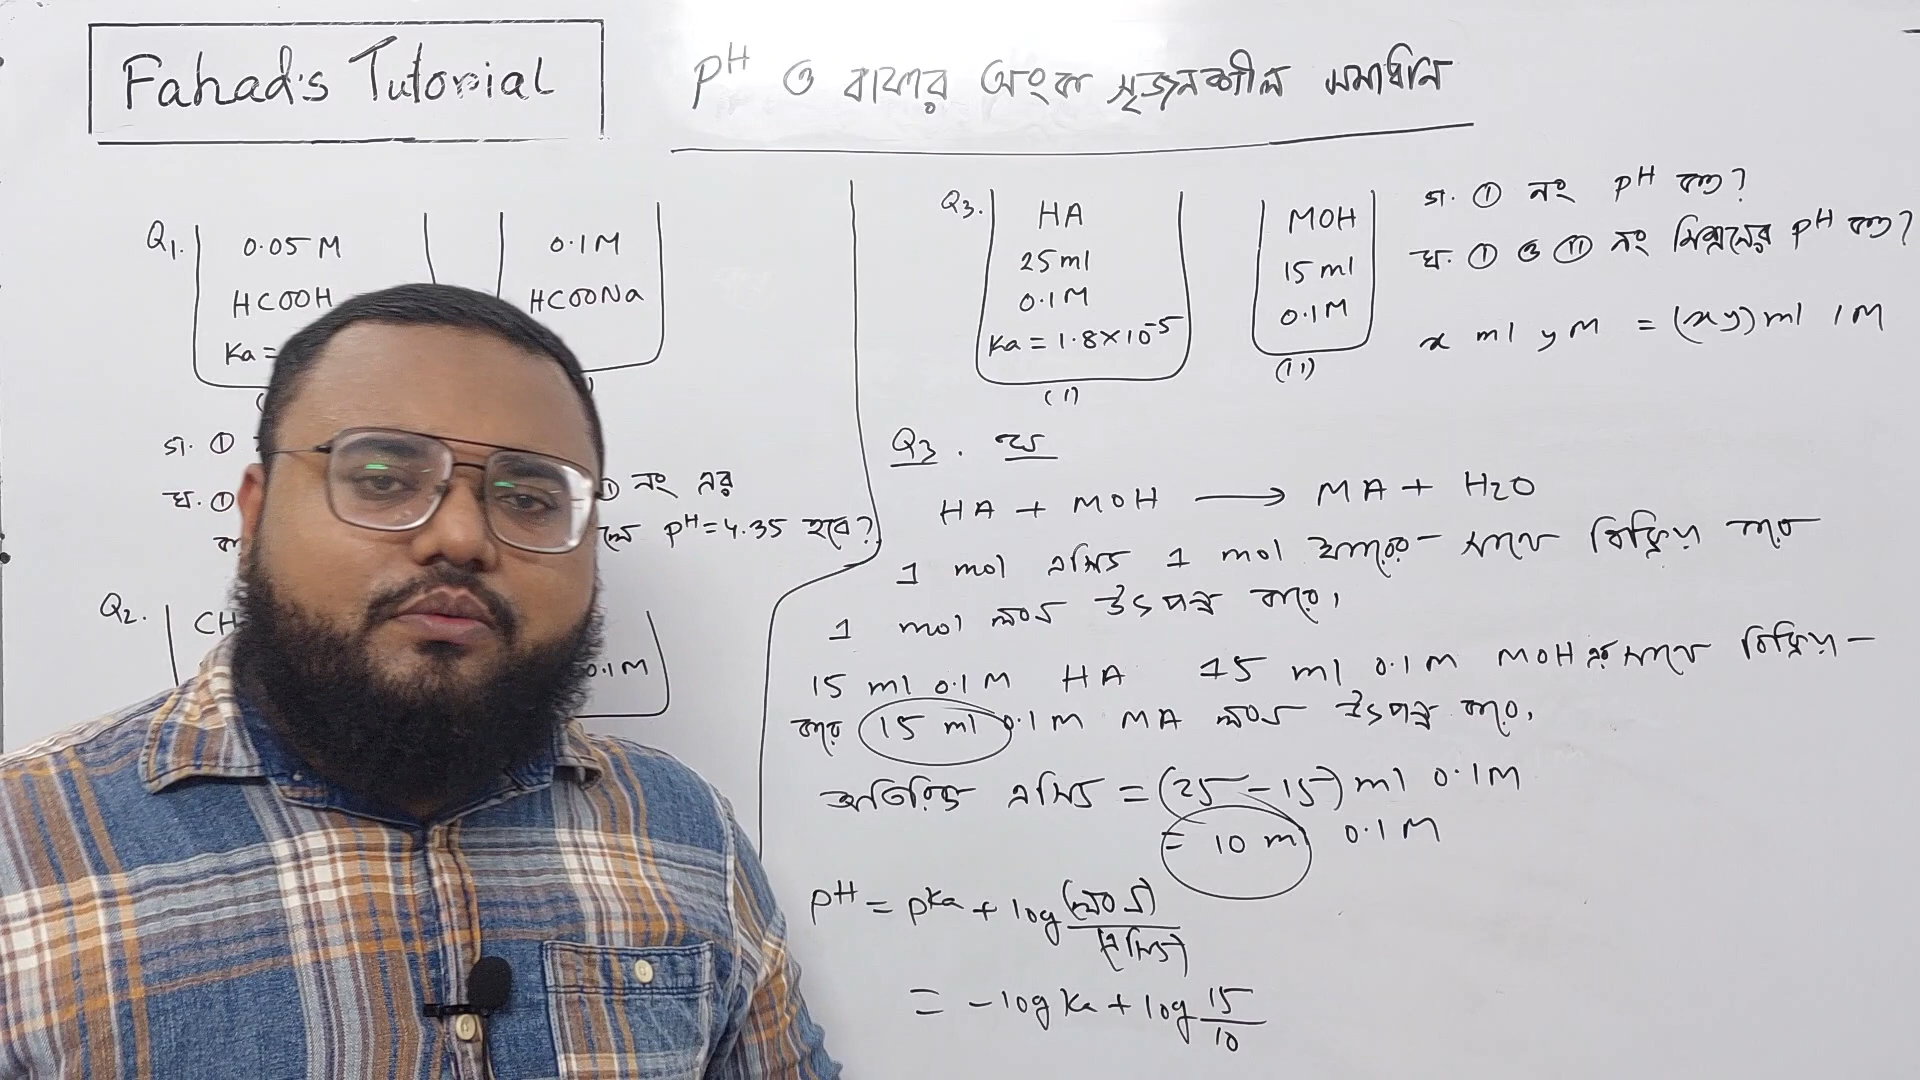 Fahad's Tutorial
pH ও বাফার অংক সৃজনশীল সমাধান
Q1.
0.05 M
HCOOH
Ka =
0.1M
HCOONa
গ. ①
ঘ. ①
নং এর
pH = 4.35 হবে?
Q2.
CH
0.1M
Q3.
HA
25ml
0.1M
Ka = 1.8×10-5
(i)
MOH
15 ml
0.1M
(ii)
গ. ① নং pH কত?
ঘ. ① ও ② নং মিশ্রনের pH কত?
x ml y M = (xy) ml 1M
Q3. ঘ
HA + MOH → MA + H2O
1 mol এসিড 1 mol ক্ষারের সাথে বিক্রিয়া করে
1 mol লবণ উৎপন্ন করে।
15 ml 0.1M HA 15 ml 0.1M MOH এর সাথে বিক্রিয়া
করে 15 ml 0.1M MA লবণ উৎপন্ন করে।
অতিরিক্ত এসিড = (25 - 15) ml 0.1M
= 10 ml 0.1M
pH = pKa + log (লবণ)/(এসিড)
= -log Ka + log 15/10